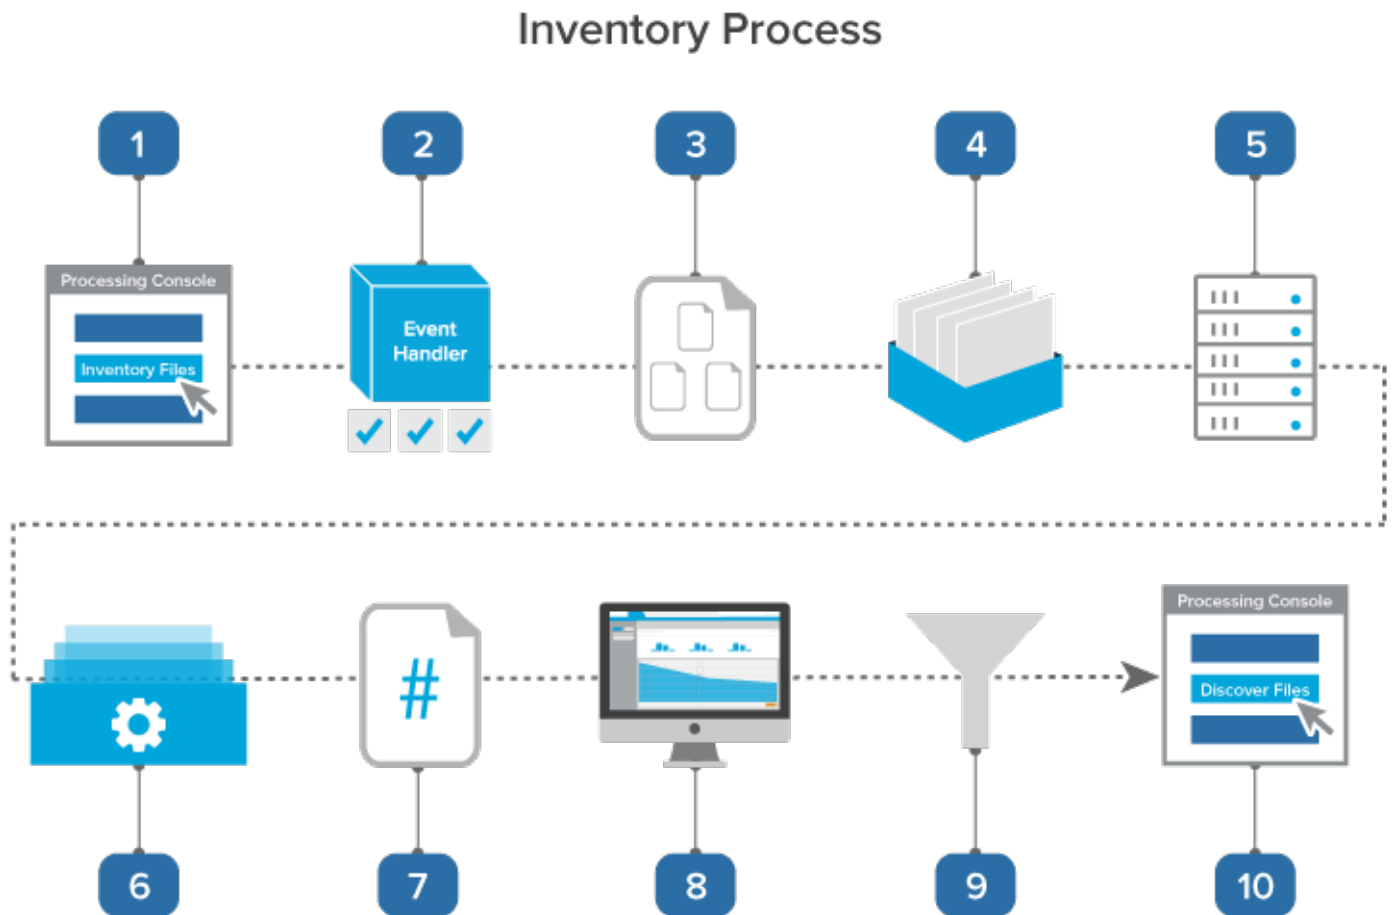 Inventory Process
1
2
3
4
5
Processing Console
Inventory Files
Event
Handler
#
Processing Console
Discover Files
6
7
8
9
10